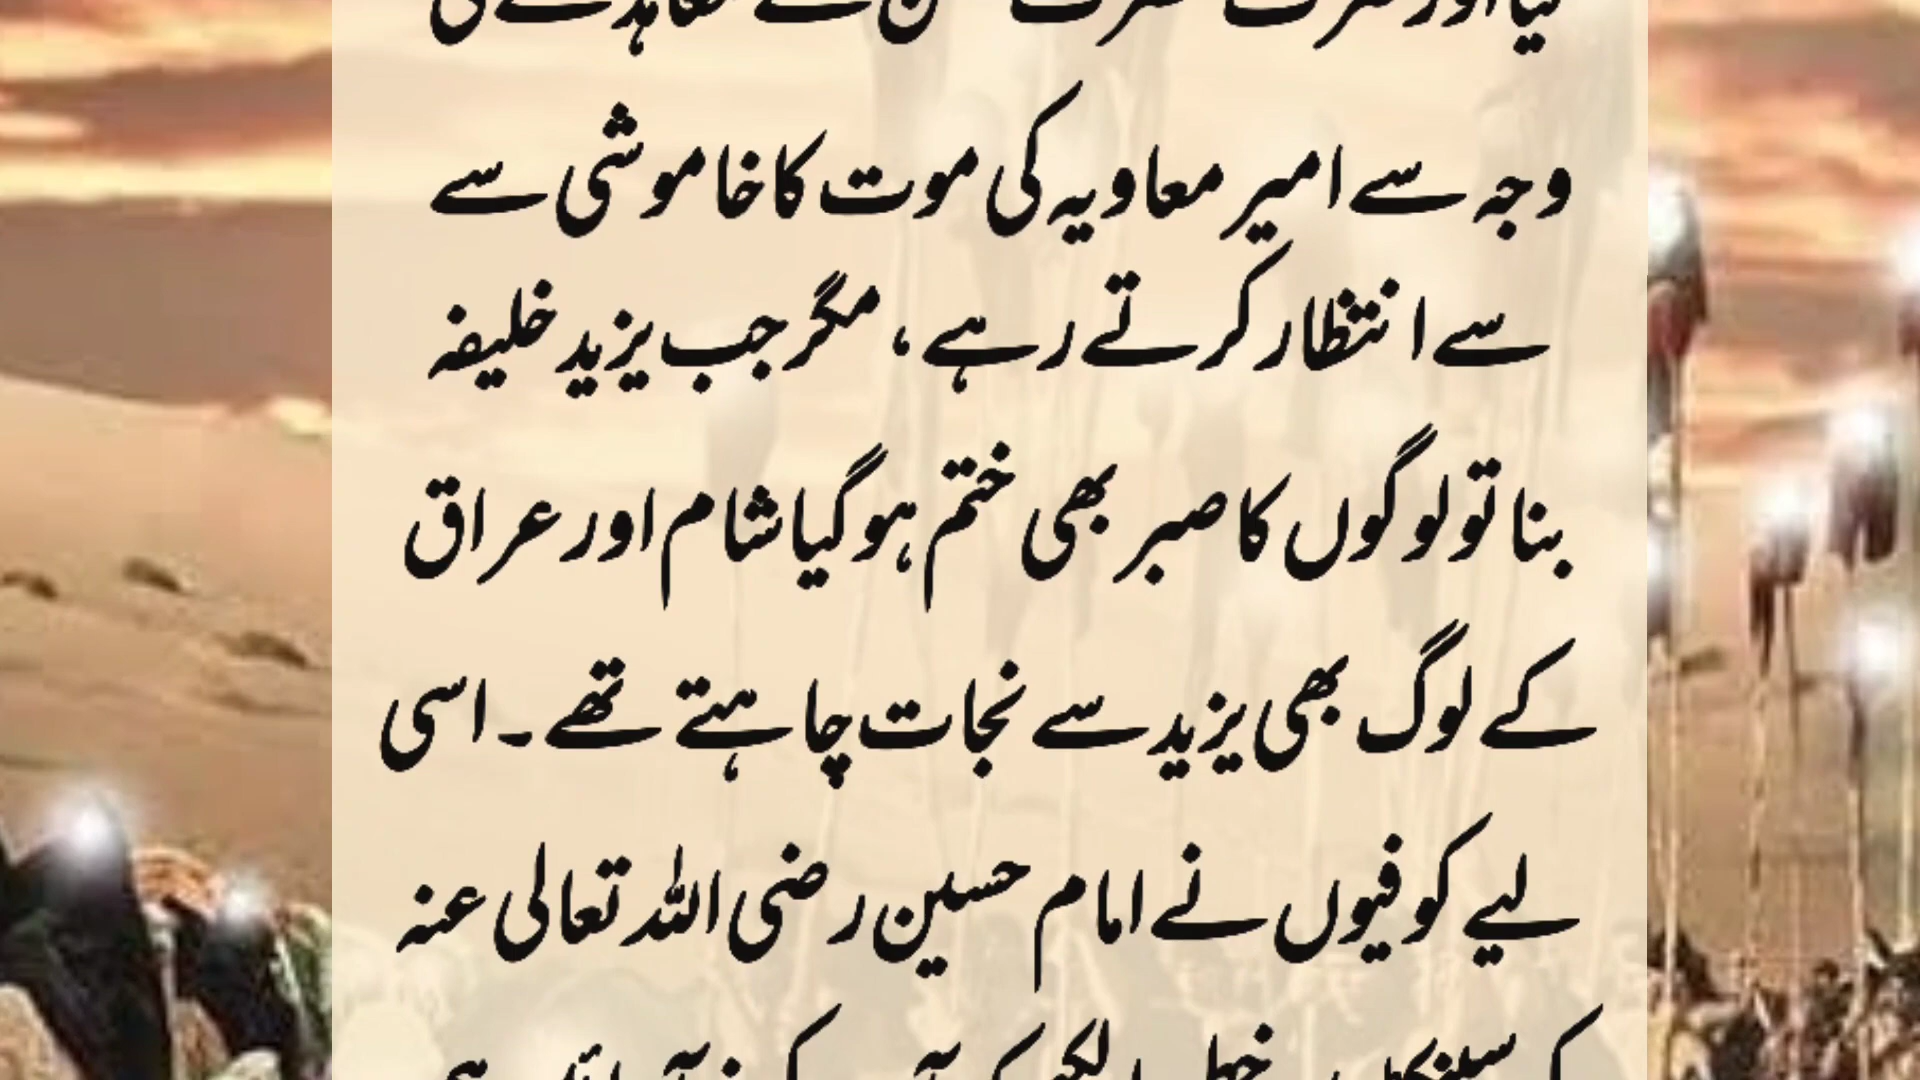 وجہ سے امیر معاویہ کی موت کا خاموشی سے
سے انتظار کرتے رہے، مگر جب یزید خلیفہ
بنا تو لوگوں کا صبر بھی ختم ہو گیا شام اور عراق
کے لوگ بھی یزید سے نجات چاہتے تھے۔ اسی
لیے کوفیوں نے امام حسین رضی اللہ تعالی عنہ